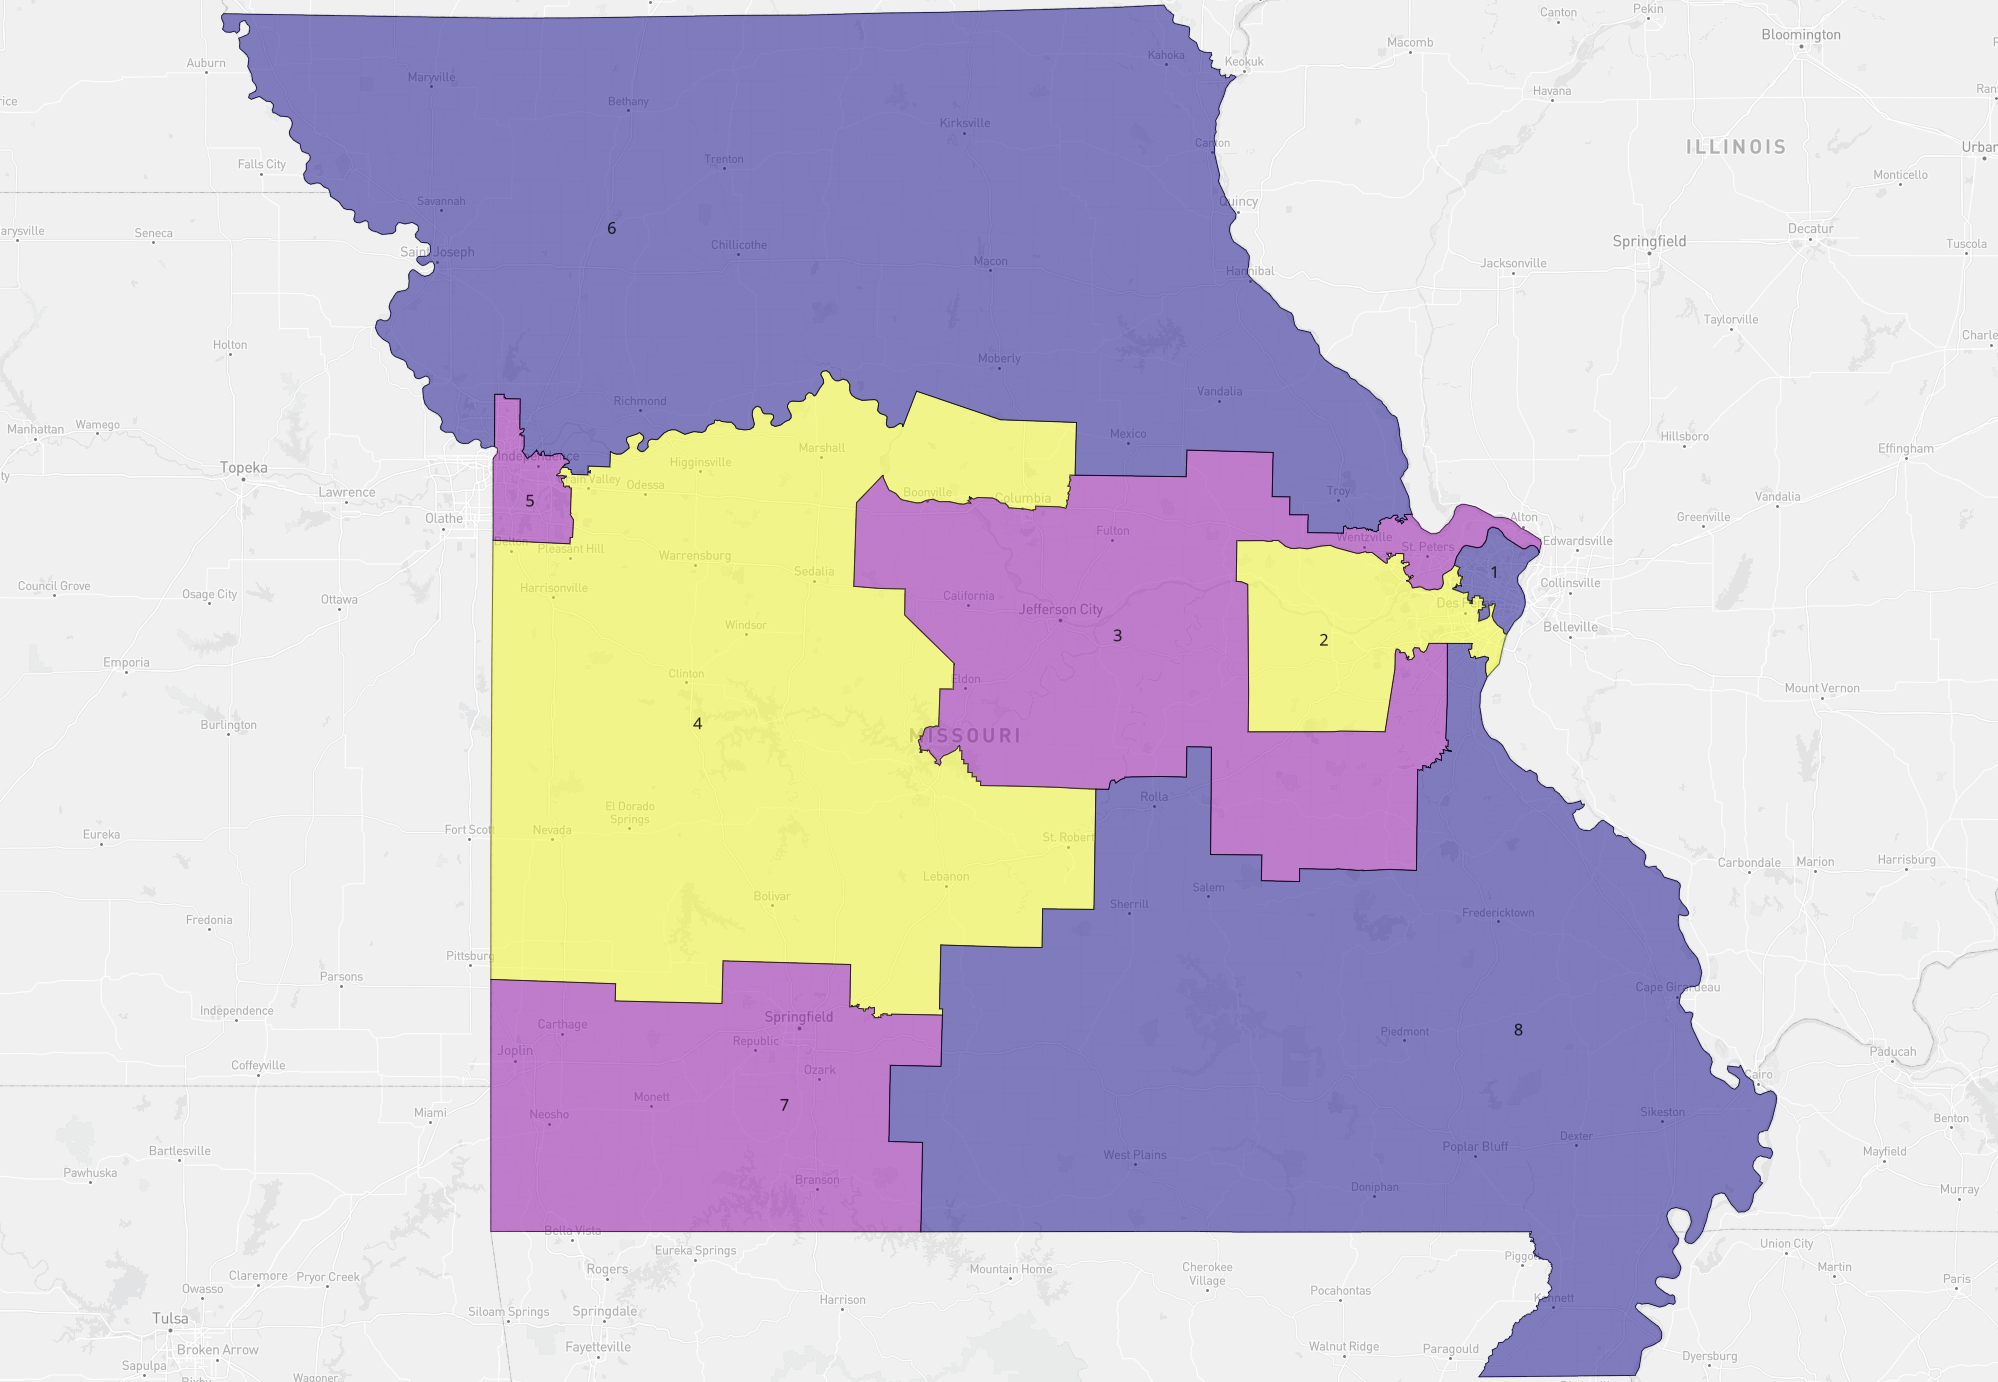 Canton
Pekin
Bloomington
Macomb
Kahoka
Keokuk
Auburn
Maryville
Bethany
Havana
Kirksville
ILLINOIS
Falls City
Trenton
Monticello
Savannah
Quincy
Seneca
Saint Joseph
6
Chillicothe
Macon
Hannibal
Springfield
Decatur
Tuscola
Jacksonville
Taylorville
Holton
Moberly
Vandalia
Richmond
Manhattan
Wamego
Mexico
Hillsboro
Effingham
Topeka
Independence
Higginsville
Marshall
Odessa
Lawrence
Boonville
Columbia
Troy
Vandalia
5
Olathe
Belton
Pleasant Hill
Warrensburg
Fulton
Wentzville
St. Peters
Alton
Edwardsville
Greenville
Council Grove
Osage City
Ottawa
Harrisonville
Sedalia
California
Jefferson City
1
Collinsville
Windsor
3
2
Belleville
Emporia
Clinton
Eldon
Mount Vernon
Burlington
4
MISSOURI
Rolla
El Dorado
Springs
Eureka
Fort Scott
Nevada
St. Robert
Carbondale
Marion
Harrisburg
Lebanon
Salem
Bolivar
Sherrill
Fredericktown
Fredonia
Pittsburg
Parsons
Cape Girardeau
Independence
Carthage
Springfield
Piedmont
8
Joplin
Republic
Ozark
Coffeyville
Paducah
Cairo
Miami
Neosho
Monett
7
Sikeston
Benton
Bartlesville
Dexter
Poplar Bluff
West Plains
Mayfield
Pawhuska
Branson
Doniphan
Murray
Bella Vista
Eureka Springs
Rogers
Mountain Home
Cherokee
Village
Union City
Martin
Claremore
Pryor Creek
Owasso
Harrison
Pocahontas
Kennett
Paris
Tulsa
Siloam Springs
Springdale
Broken Arrow
Fayetteville
Walnut Ridge
Paragould
Dyersburg
Sapulpa
Wagoner